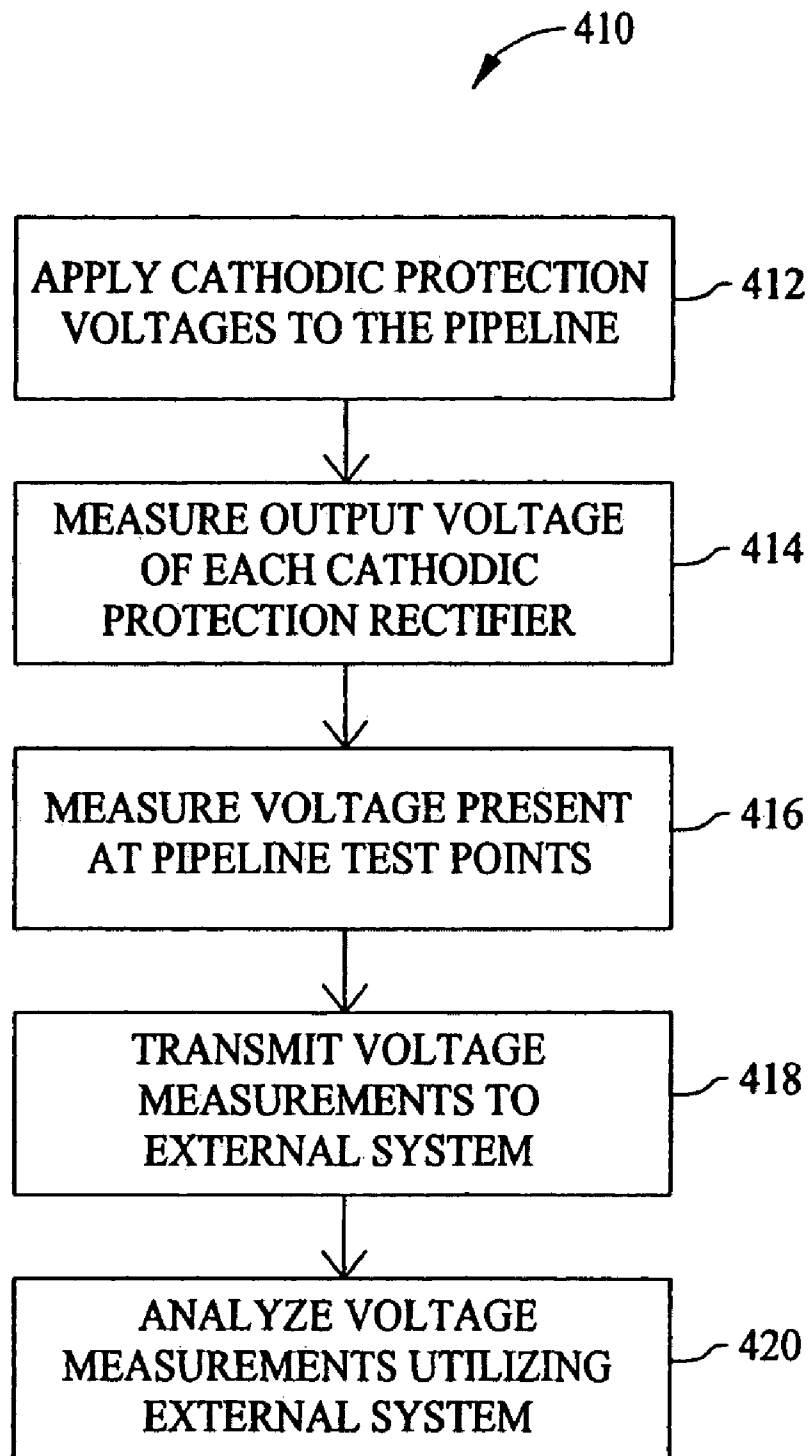 410
APPLY CATHODIC PROTECTION
VOLTAGES TO THE PIPELINE
412
MEASURE OUTPUT VOLTAGE
OF EACH CATHODIC
PROTECTION RECTIFIER
414
MEASURE VOLTAGE PRESENT
AT PIPELINE TEST POINTS
416
TRANSMIT VOLTAGE
MEASUREMENTS TO
EXTERNAL SYSTEM
418
ANALYZE VOLTAGE
MEASUREMENTS UTILIZING
EXTERNAL SYSTEM
420